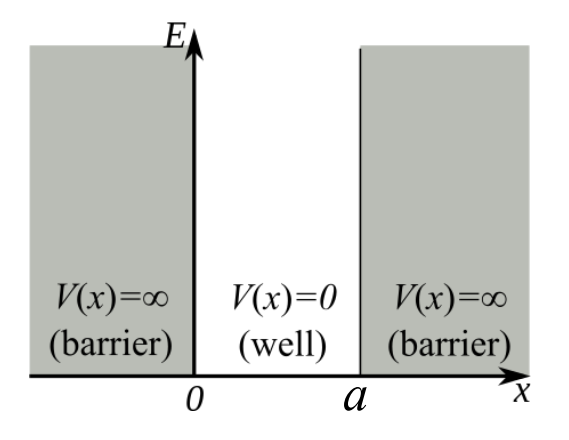 E
V(x)=∞
(barrier)
V(x)=0
(well)
V(x)=∞
(barrier)
0
a
x